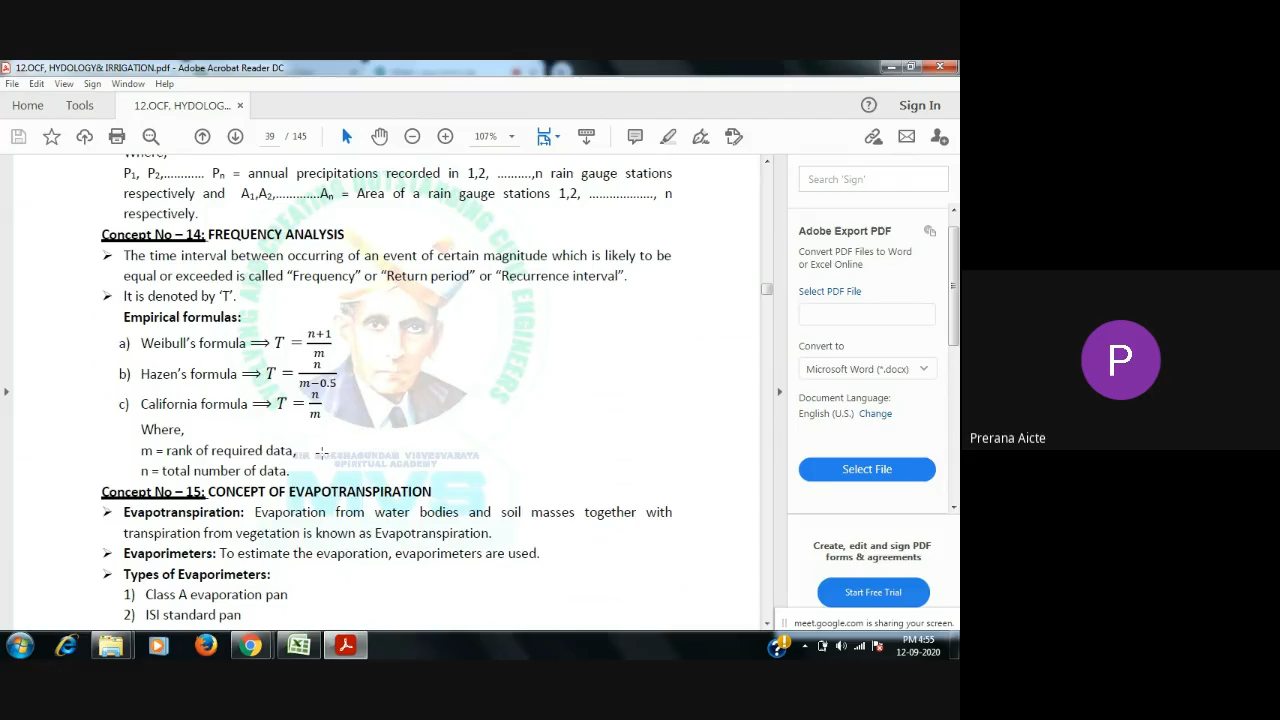 12.OCF, HYDOLOGY& IRRIGATION.pdf - Adobe Acrobat Reader DC
File Edit View Sign Window Help
Home Tools 12.OCF, HYDOLOG... × Sign In
39 / 145 107%
Where,
P1, P2,........... Pn = annual precipitations recorded in 1,2, ..........,n rain gauge stations
respectively and A1,A2,..............An = Area of a rain gauge stations 1,2, ..................., n
respectively.
Concept No – 14: FREQUENCY ANALYSIS
➢ The time interval between occurring of an event of certain magnitude which is likely to be
equal or exceeded is called “Frequency” or “Return period” or “Recurrence interval”.
➢ It is denoted by ‘T’.
Empirical formulas:
a) Weibull’s formula ⟹ T = n+1/m
b) Hazen’s formula ⟹ T = n/m−0.5
c) California formula ⟹ T = n/m
Where,
m = rank of required data,
n = total number of data.
Concept No – 15: CONCEPT OF EVAPOTRANSPIRATION
➢ Evapotranspiration: Evaporation from water bodies and soil masses together with
transpiration from vegetation is known as Evapotranspiration.
➢ Evaporimeters: To estimate the evaporation, evaporimeters are used.
➢ Types of Evaporimeters:
1) Class A evaporation pan
2) ISI standard pan
SPIRITUAL ACADEMY
MVS
Search 'Sign'
Adobe Export PDF
Convert PDF Files to Word
or Excel Online
Select PDF File
Convert to
Microsoft Word (*.docx)
Document Language:
English (U.S.) Change
Select File
Create, edit and sign PDF
forms & agreements
Start Free Trial
meet.google.com is sharing your screen.
PM 4:55
12-09-2020
P
Prerana Aicte